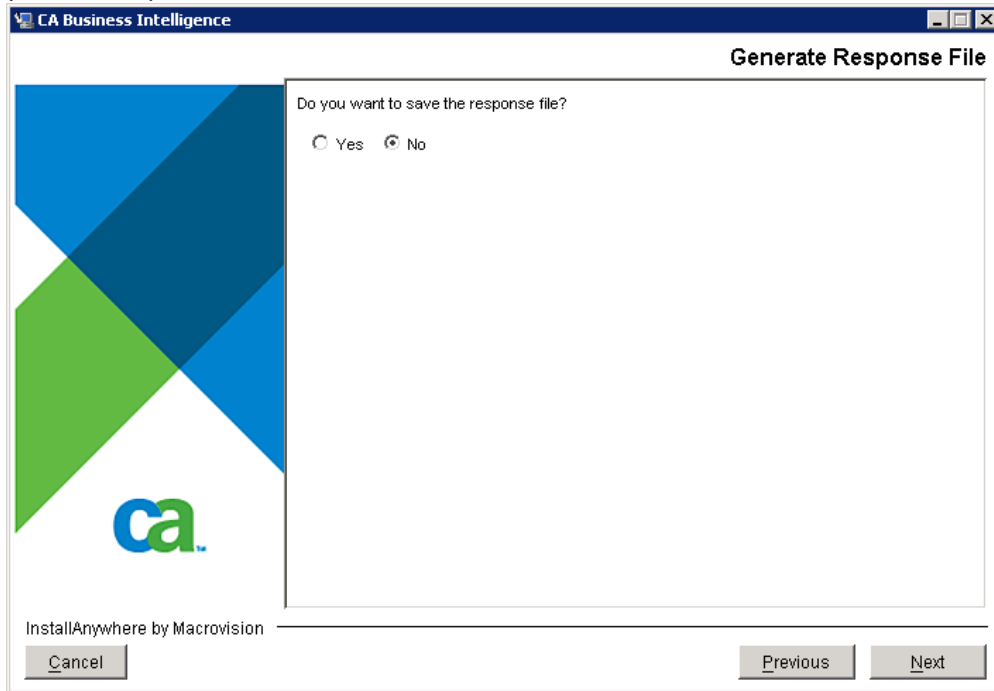 CA Business Intelligence
Generate Response File
Do you want to save the response file?
Yes No
ca
InstallAnywhere by Macrovision
Cancel Previous Next